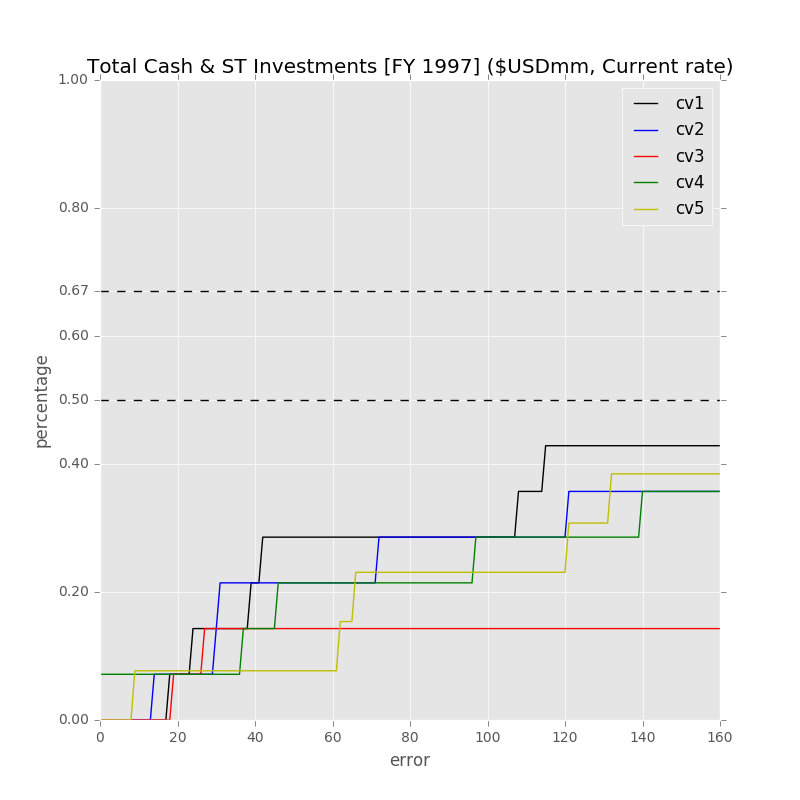 Total Cash & ST Investments [FY 1997] ($USDmm, Current rate)
1.00
0.80
0.67
0.60
0.50
0.40
0.20
0.00
percentage
cv1
cv2
cv3
cv4
cv5
0 20 40 60 80 100 120 140 160
error